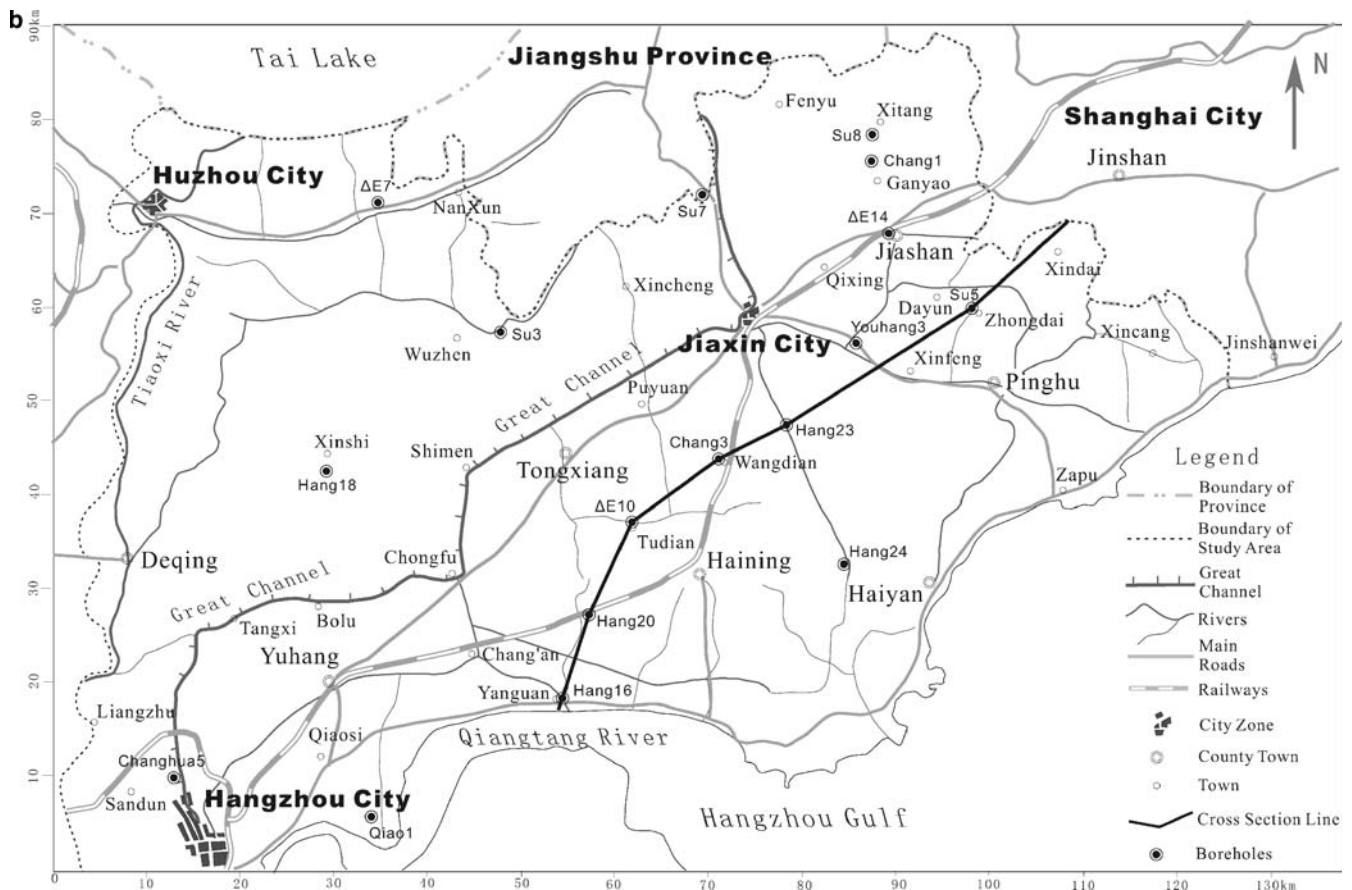 b
90km
Tai Lake
Jiangshu Province
N
Fenyu
Xitang
80
Su8
Shanghai City
Chang1
Jinshan
Huzhou City
ΔE7
Ganyao
NanXun
Su7
70
ΔE14
Jiashan
Xindai
Qixing
Xincheng
Su5
Dayun
Zhongdai
60
Tiaoxi River
Su3
Youhang3
Wuzhen
Jiaxin City
Xincang
Jinshanwei
Xinfeng
Great Channel
Puyuan
Pinghu
50
Hang23
Chang3
Xinshi
Shimen
Wangdian
Tongxiang
Hang18
Zapu
40
ΔE10
Tudian
Deqing
Chongfu
Hang24
Haining
30
Great Channel
Haiyan
Bolu
Tangxi
Hang20
Yuhang
Chang'an
20
Yanguan
Hang16
Liangzhu
Qiaosi
Qiangtang River
Changhua5
10
Sandun
Hangzhou City
Hangzhou Gulf
Qiao1
Legend
Boundary of
Province
Boundary of
Study Area
Great
Channel
Rivers
Main
Roads
Railways
City Zone
County Town
Town
Cross Section Line
Boreholes
0 10 20 30 40 50 60 70 80 90 100 110 120 130km